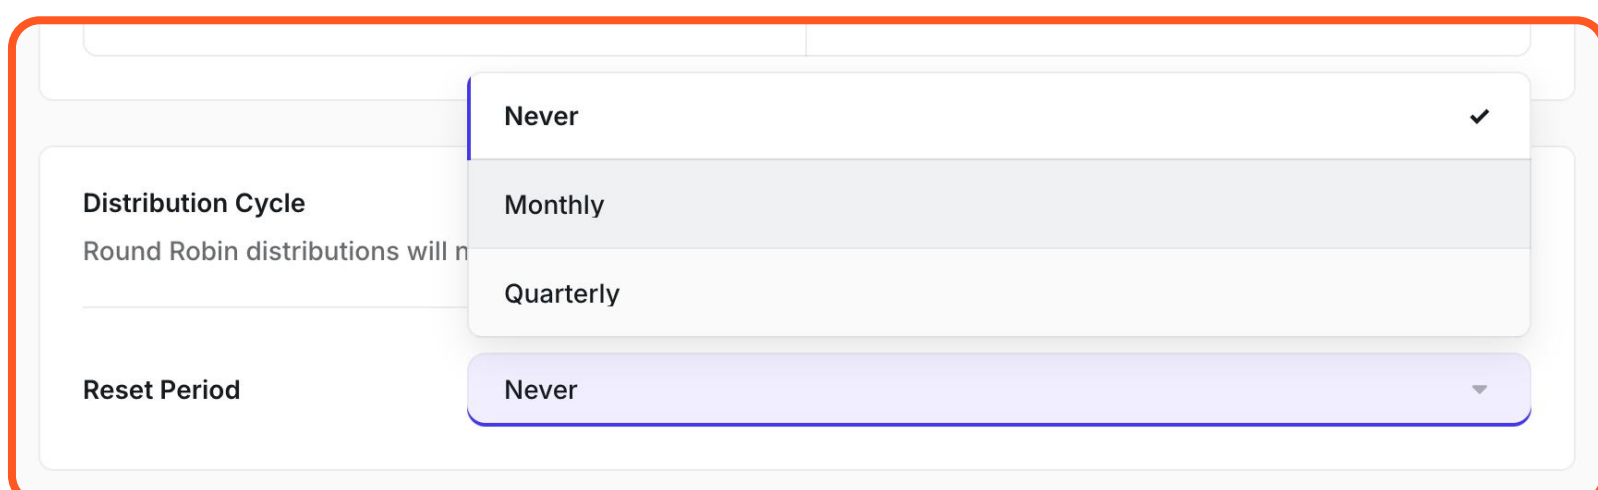 Never
Monthly
Quarterly
Distribution Cycle
Round Robin distributions will
Reset Period
Never